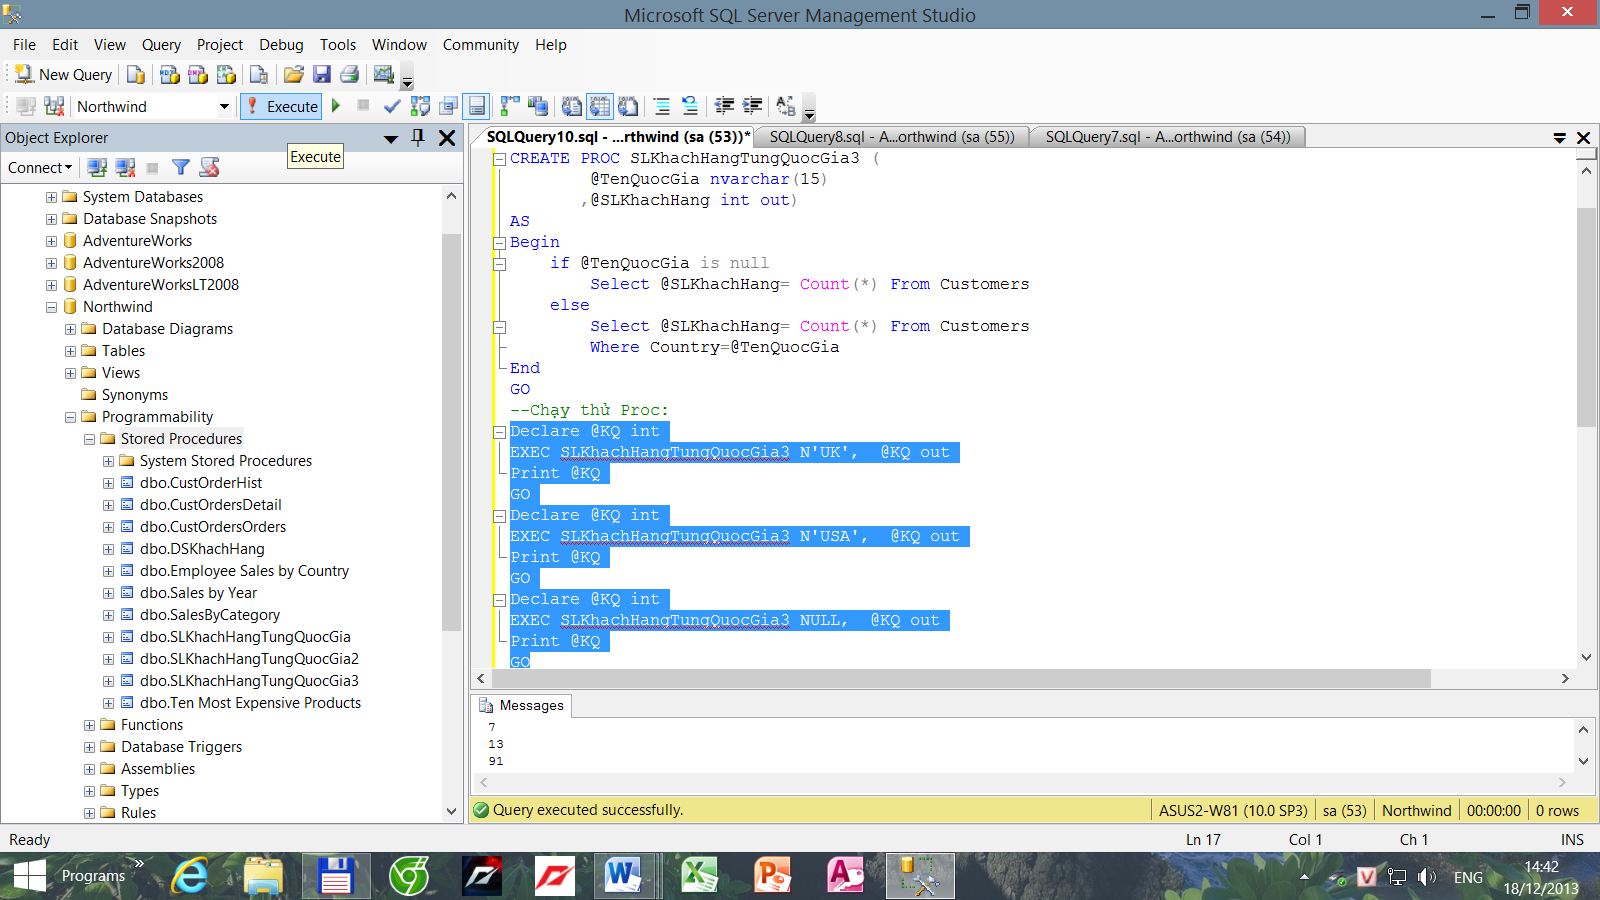 Microsoft SQL Server Management Studio
File Edit View Query Project Debug Tools Window Community Help
New Query
Northwind Execute
Object Explorer
Execute
Connect
System Databases
Database Snapshots
AdventureWorks
AdventureWorks2008
AdventureWorksLT2008
Northwind
Database Diagrams
Tables
Views
Synonyms
Programmability
Stored Procedures
System Stored Procedures
dbo.CustOrderHist
dbo.CustOrdersDetail
dbo.CustOrdersOrders
dbo.DSKhachHang
dbo.Employee Sales by Country
dbo.Sales by Year
dbo.SalesByCategory
dbo.SLKhachHangTungQuocGia
dbo.SLKhachHangTungQuocGia2
dbo.SLKhachHangTungQuocGia3
dbo.Ten Most Expensive Products
Functions
Database Triggers
Assemblies
Types
Rules
SQLQuery10.sql - ...rthwind (sa (53))* SQLQuery8.sql - A...orthwind (sa (55)) SQLQuery7.sql - A...orthwind (sa (54))
CREATE PROC SLKhachHangTungQuocGia3 (
@TenQuocGia nvarchar(15)
,@SLKhachHang int out)
AS
Begin
if @TenQuocGia is null
Select @SLKhachHang= Count(*) From Customers
else
Select @SLKhachHang= Count(*) From Customers
Where Country=@TenQuocGia
End
GO
--Chạy thử Proc:
Declare @KQ int
EXEC SLKhachHangTungQuocGia3 N'UK', @KQ out
Print @KQ
GO
Declare @KQ int
EXEC SLKhachHangTungQuocGia3 N'USA', @KQ out
Print @KQ
GO
Declare @KQ int
EXEC SLKhachHangTungQuocGia3 NULL, @KQ out
Print @KQ
GO
Messages
7
13
91
Query executed successfully. ASUS2-W81 (10.0 SP3) sa (53) Northwind 00:00:00 0 rows
Ready Ln 17 Col 1 Ch 1 INS
Programs ENG 14:42
18/12/2013